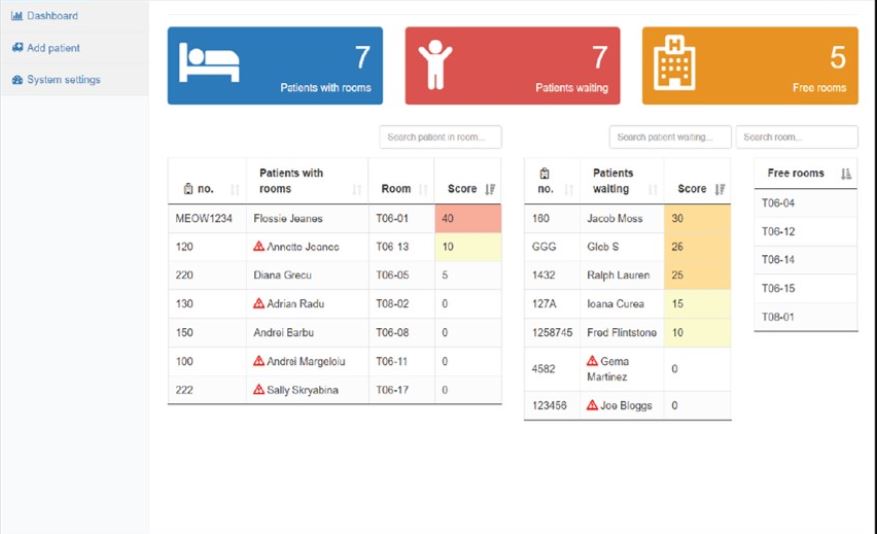 Dashboard
Add patient
System settings
7
Patients with rooms
7
Patients waiting
5
Free rooms
Search patient in room...
Search patient waiting...
Search room...
no.
Patients with
rooms
Room
Score
MEOW1234 Flossie Jeanes T06-01 40
120 Annette Jeanes T06-13 10
220 Diana Grecu T06-05 5
130 Adrian Radu T08-02 0
150 Andrei Barbu T06-08 0
100 Andrei Margeloiu T06-11 0
222 Sally Skryabina T06-17 0
no.
Patients
waiting
Score
160 Jacob Moss 30
GGG Gleb S 26
1432 Ralph Lauren 25
127A Ioana Curea 15
1258745 Fred Flintstone 10
4582 Gema
Martinez 0
123456 Joe Bloggs 0
Free rooms
T06-04
T06-12
T06-14
T06-15
T08-01